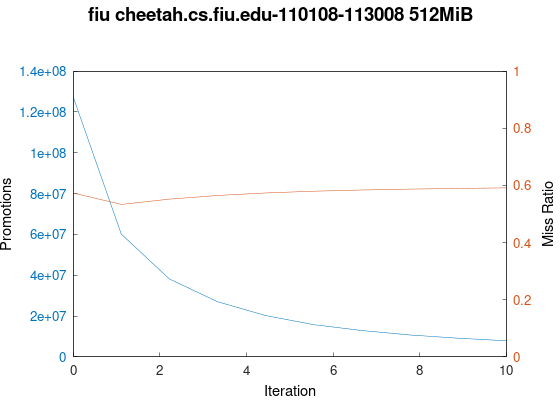 fiu cheetah.cs.fiu.edu-110108-113008 512MiB
1.4e+08
1.2e+08
1e+08
8e+07
6e+07
4e+07
2e+07
0
Promotions
1
0.8
0.6
0.4
0.2
0
Miss Ratio
0 2 4 6 8 10
Iteration